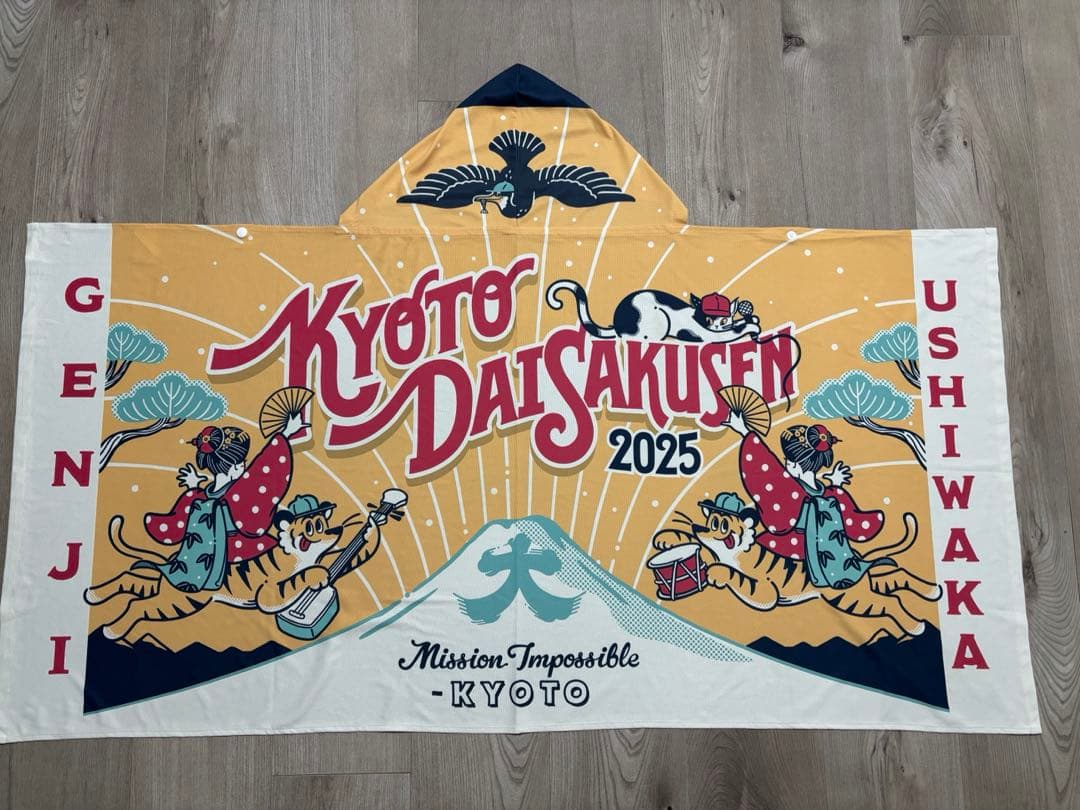 GENJI
KYOTO
DAISAKUSEN
2025
大
Mission Impossible
-KYOTO
USHIWAKA